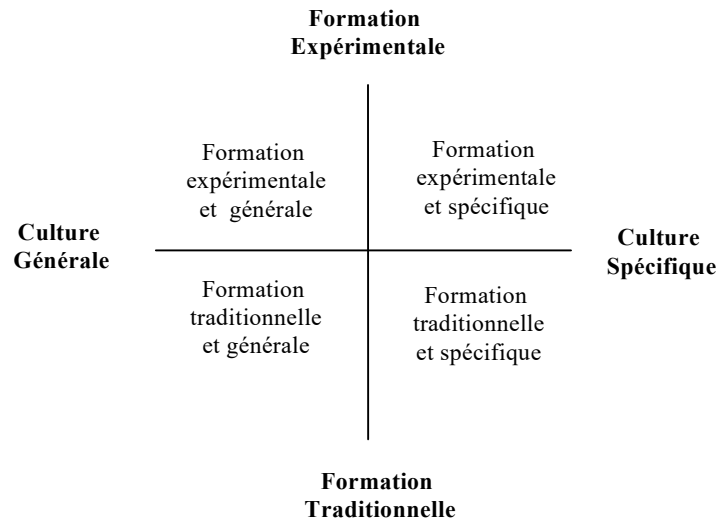 Formation
Expérimentale
Formation
expérimentale
et générale
Formation
expérimentale
et spécifique
Culture
Générale
Culture
Spécifique
Formation
traditionnelle
et générale
Formation
traditionnelle
et spécifique
Formation
Traditionnelle